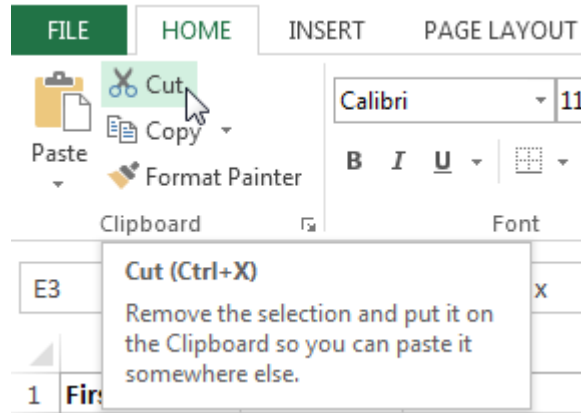 FILE HOME INSERT PAGE LAYOUT
Cut
Copy
Paste
Format Painter
Calibri 11
B I U
Clipboard Font
Cut (Ctrl+X)
E3 x
Remove the selection and put it on
the Clipboard so you can paste it
somewhere else.
1